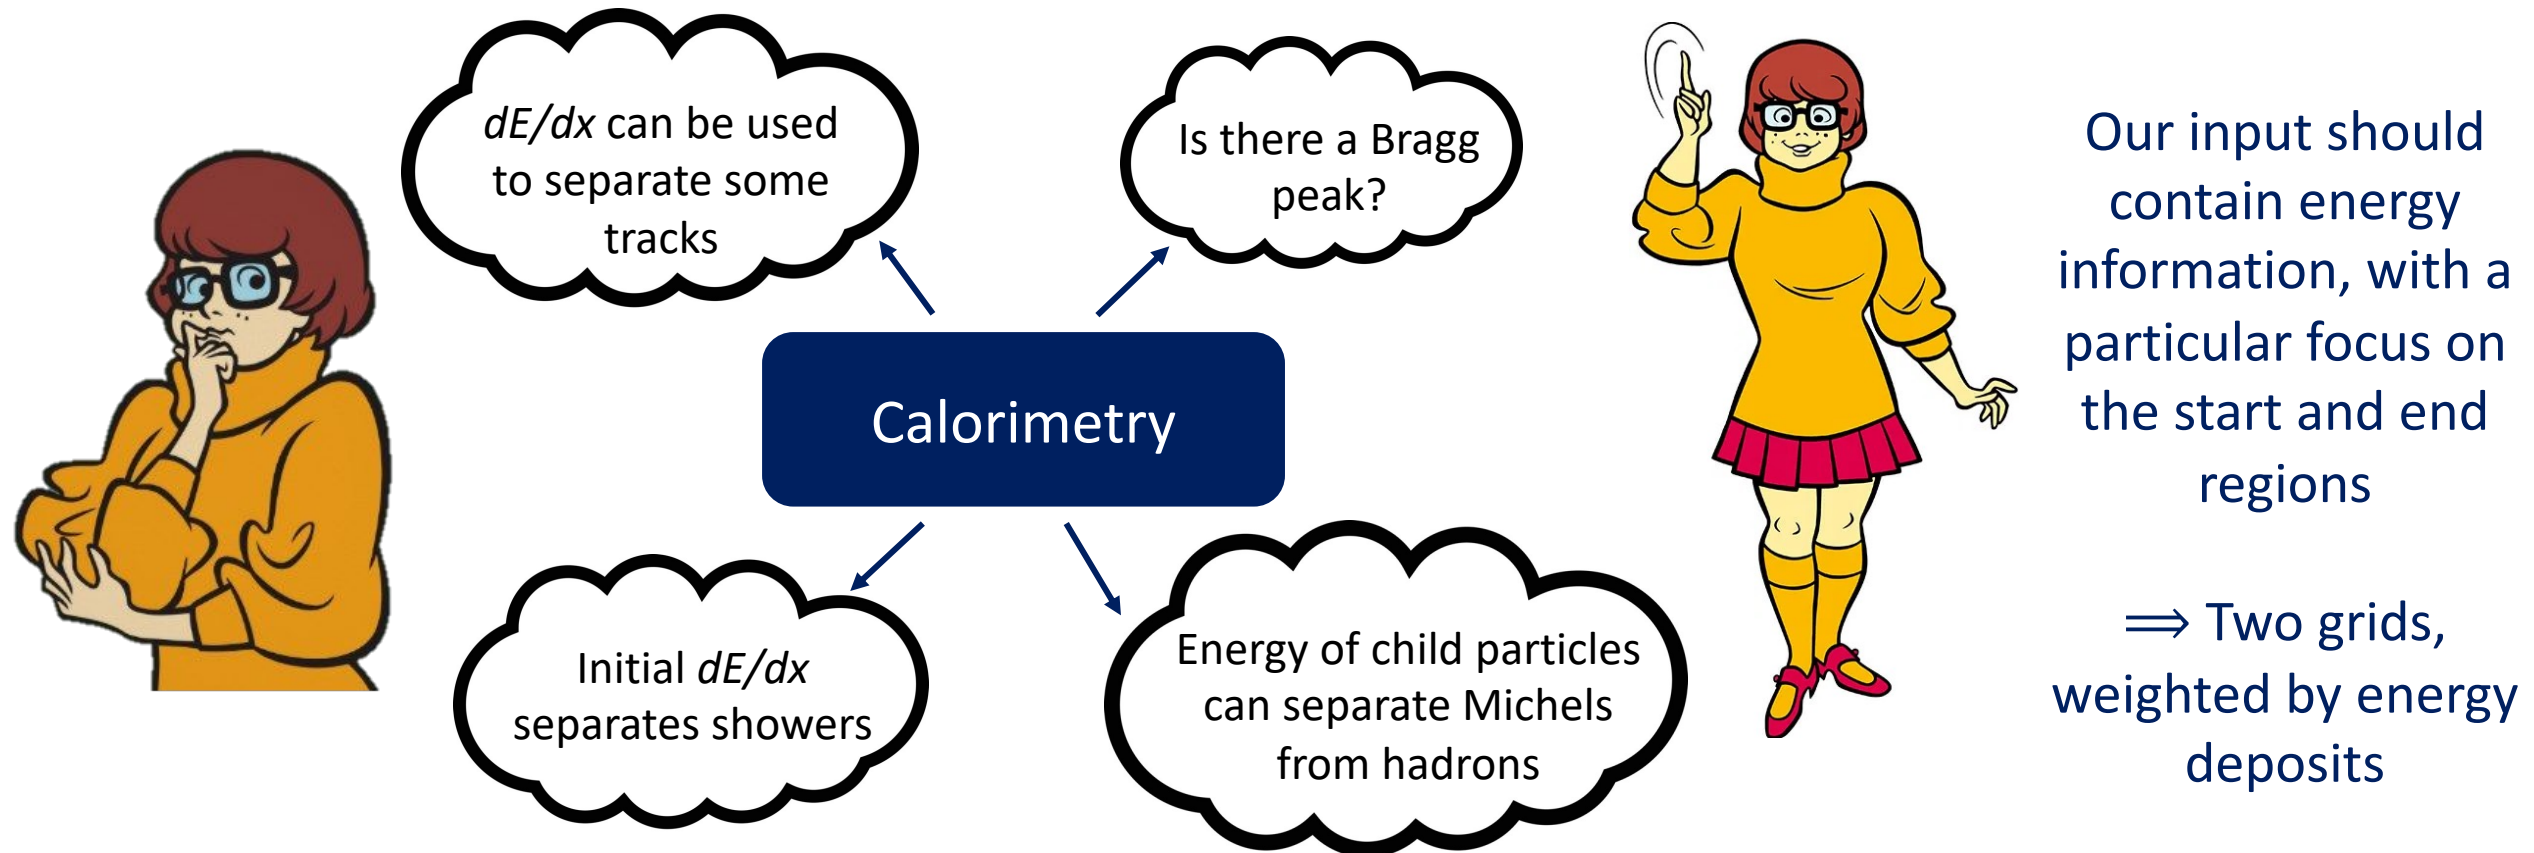 dE/dx can be used
to separate some
tracks
Is there a Bragg
peak?
Calorimetry
Initial dE/dx
separates showers
Energy of child particles
can separate Michels
from hadrons
Our input should
contain energy
information, with a
particular focus on
the start and end
regions
⟹ Two grids,
weighted by energy
deposits